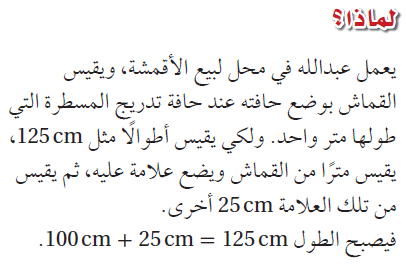 لماذا؟
يعمل عبدالله في محل لبيع الأقمشة، ويقيس
القماش بوضع حافته عند حافة تدريج المسطرة التي
طولها متر واحد. ولكي يقيس أطوالًا مثل 125 cm،
يقيس مترًا من القماش ويضع علامة عليه، ثم يقيس
من تلك العلامة 25 cm أخرى.
فيصبح الطول 100 cm + 25 cm = 125 cm.